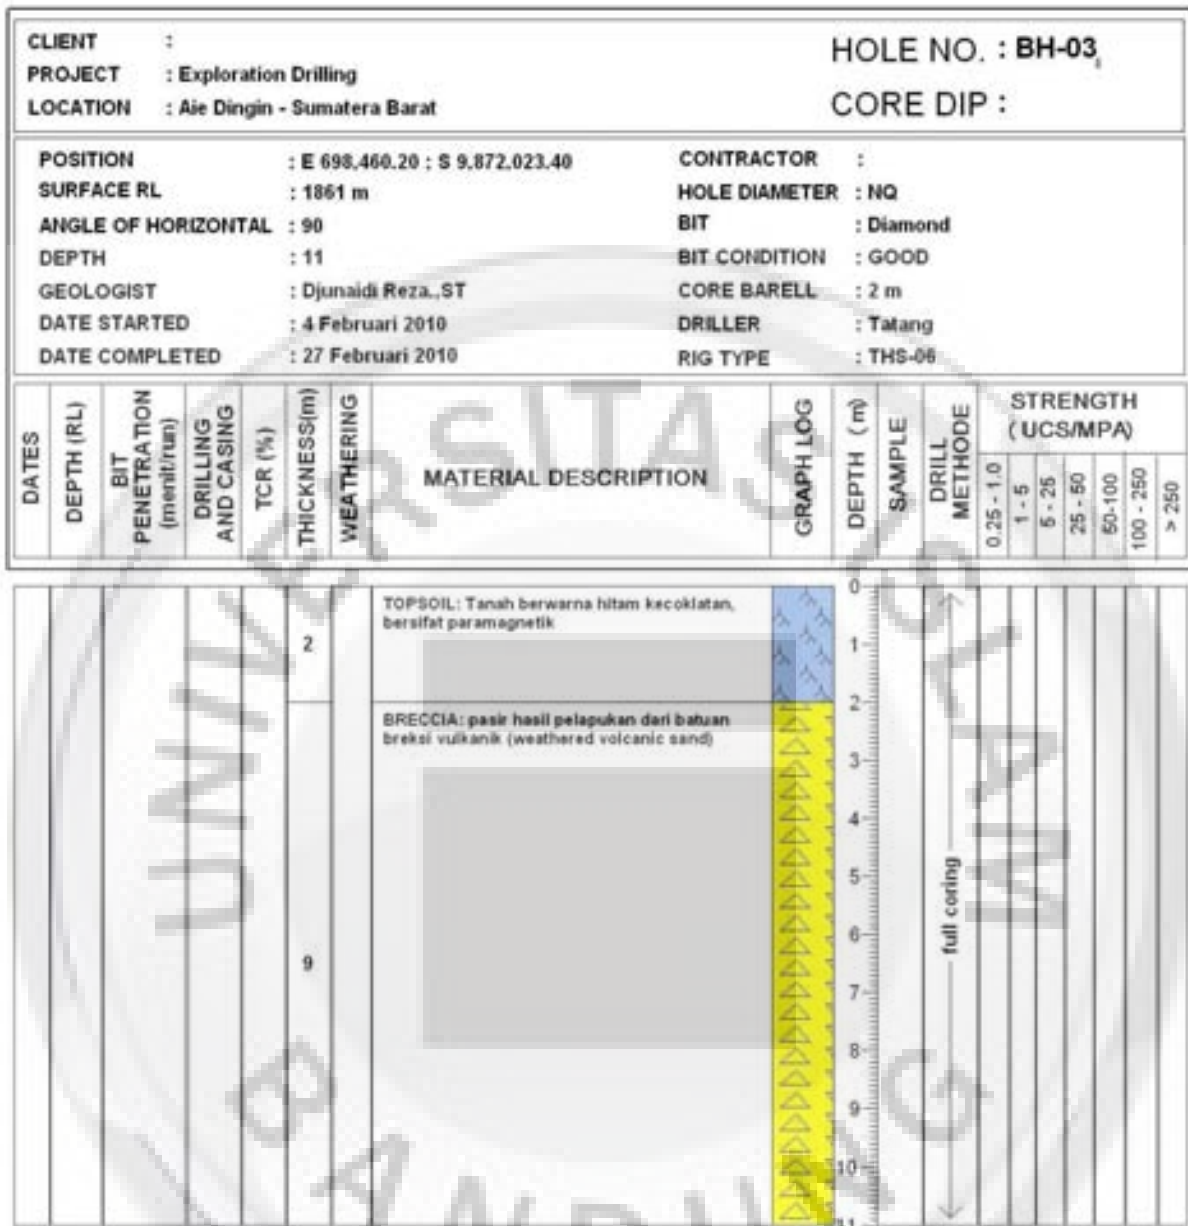 CLIENT :
PROJECT : Exploration Drilling
LOCATION : Aie Dingin - Sumatera Barat
HOLE NO. : BH-03
CORE DIP :
POSITION : E 698.460.20 ; S 9.872.023.40
SURFACE RL : 1861 m
ANGLE OF HORIZONTAL : 90
DEPTH : 11
GEOLOGIST : Djunaidi Reza.,ST
DATE STARTED : 4 Februari 2010
DATE COMPLETED : 27 Februari 2010
CONTRACTOR :
HOLE DIAMETER : NQ
BIT : Diamond
BIT CONDITION : GOOD
CORE BARELL : 2 m
DRILLER : Tatang
RIG TYPE : THS-06
DATES
DEPTH (RL)
BIT
PENETRATION
(menit/run)
DRILLING
AND CASING
TCR (%)
THICKNESS(m)
WEATHERING
MATERIAL DESCRIPTION
GRAPH LOG
DEPTH (m)
SAMPLE
DRILL
METHODE
STRENGTH
( UCS/MPA)
0.25 - 1.0
1 - 5
5 - 25
25 - 50
50-100
100 - 250
> 250
2
TOPSOIL: Tanah berwarna hitam kecoklatan,
bersifat paramagnetik
9
BRECCIA: pasir hasil pelapukan dari batuan
breksi vulkanik (weathered volcanic sand)
0
1
2
3
4
5
6
7
8
9
10
11
full coring
UNIVERSITAS ISLAM
BANDUNG